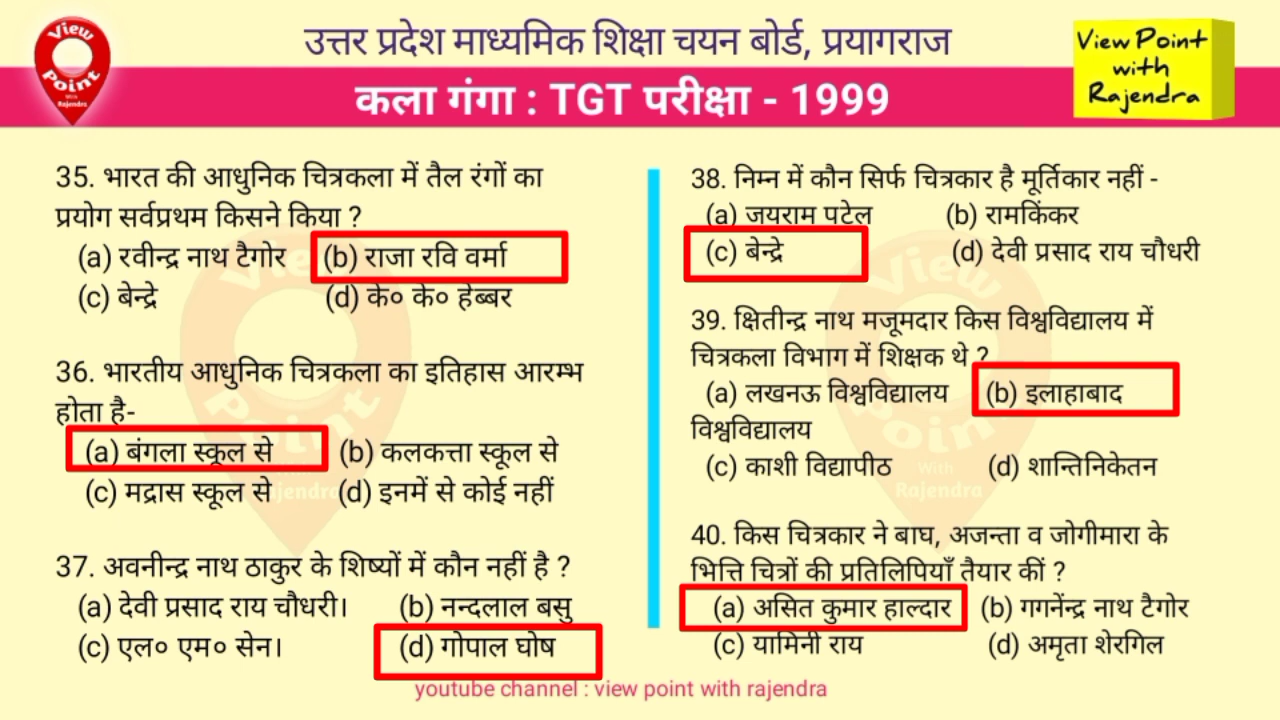 View
Point
With
Rajendra
उत्तर प्रदेश माध्यमिक शिक्षा चयन बोर्ड, प्रयागराज
कला गंगा : TGT परीक्षा - 1999
View Point
with
Rajendra
35. भारत की आधुनिक चित्रकला में तैल रंगों का
प्रयोग सर्वप्रथम किसने किया ?
(a) रवीन्द्र नाथ टैगोर (b) राजा रवि वर्मा
(c) बेन्द्रे (d) के० के० हेब्बर
36. भारतीय आधुनिक चित्रकला का इतिहास आरम्भ
होता है-
(a) बंगला स्कूल से (b) कलकत्ता स्कूल से
(c) मद्रास स्कूल से (d) इनमें से कोई नहीं
37. अवनीन्द्र नाथ ठाकुर के शिष्यों में कौन नहीं है ?
(a) देवी प्रसाद राय चौधरी। (b) नन्दलाल बसु
(c) एल० एम० सेन। (d) गोपाल घोष
38. निम्न में कौन सिर्फ चित्रकार है मूर्तिकार नहीं -
(a) जयराम पटेल (b) रामकिंकर
(c) बेन्द्रे (d) देवी प्रसाद राय चौधरी
39. क्षितीन्द्र नाथ मजूमदार किस विश्वविद्यालय में
चित्रकला विभाग में शिक्षक थे ?
(a) लखनऊ विश्वविद्यालय (b) इलाहाबाद
विश्वविद्यालय
(c) काशी विद्यापीठ (d) शान्तिनिकेतन
40. किस चित्रकार ने बाघ, अजन्ता व जोगीमारा के
भित्ति चित्रों की प्रतिलिपियाँ तैयार कीं ?
(a) असित कुमार हाल्दार (b) गगनेंन्द्र नाथ टैगोर
(c) यामिनी राय (d) अमृता शेरगिल
youtube channel : view point with rajendra